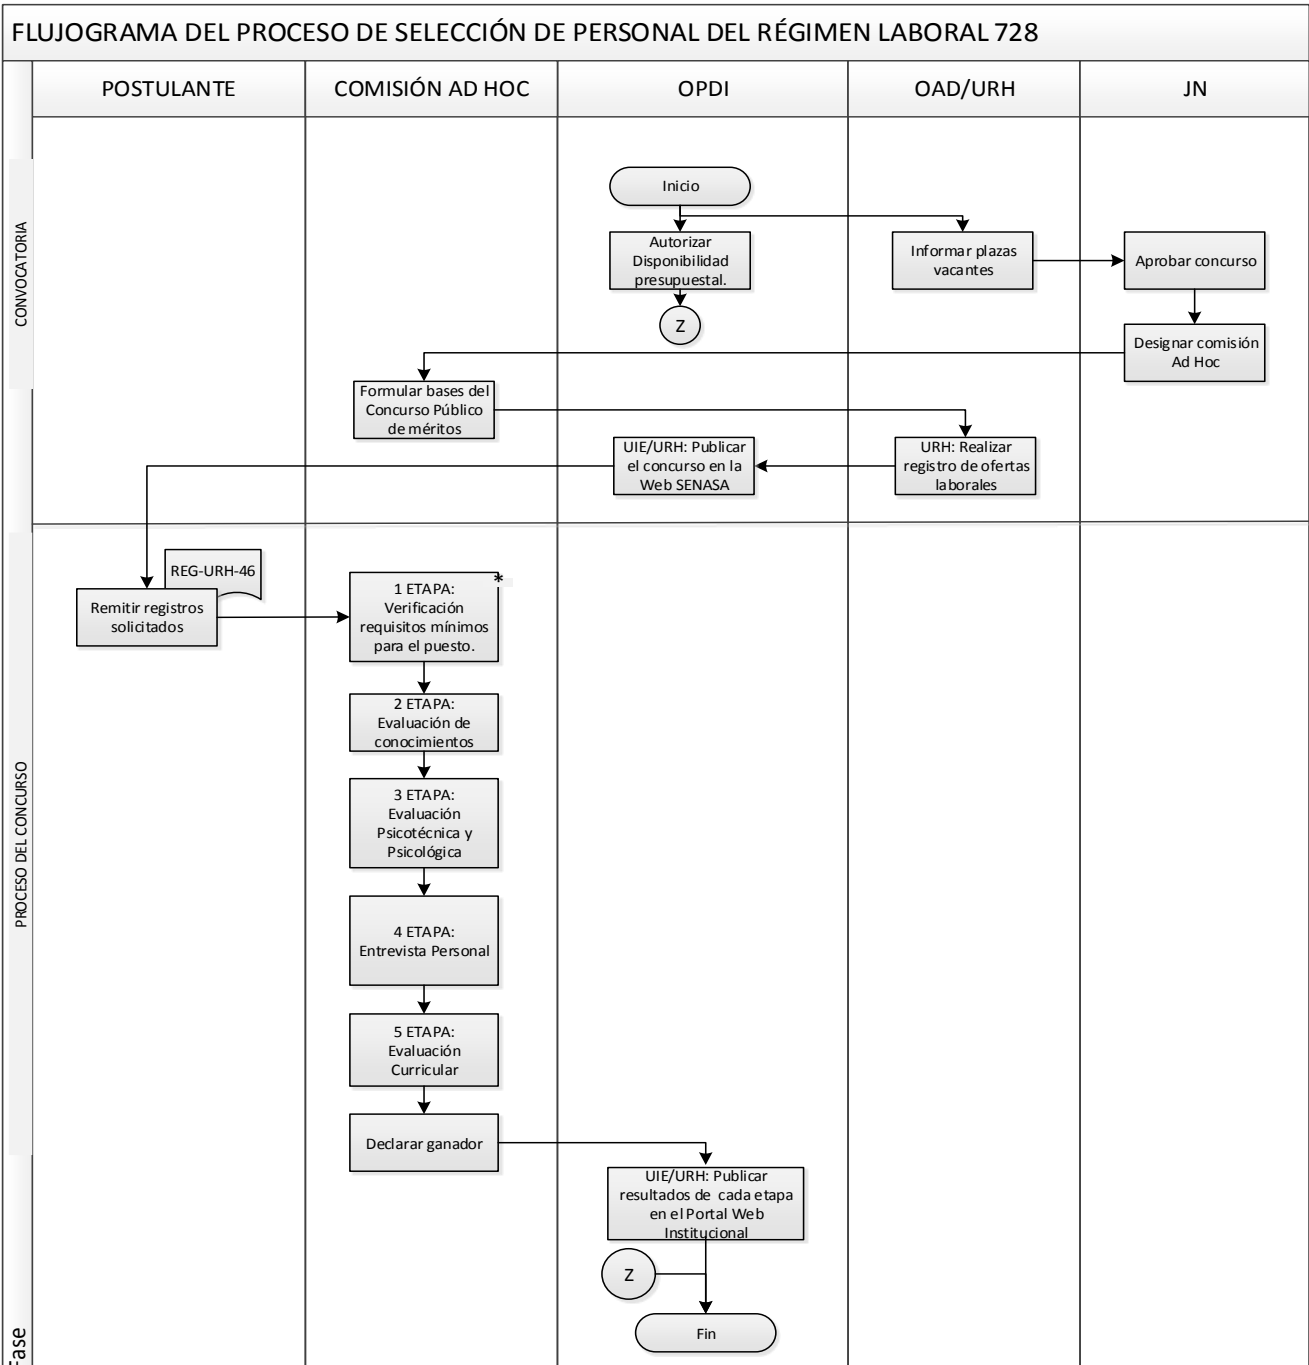 FLUJOGRAMA DEL PROCESO DE SELECCIÓN DE PERSONAL DEL RÉGIMEN LABORAL 728
POSTULANTE
COMISIÓN AD HOC
OPDI
OAD/URH
JN
CONVOCATORIA
Inicio
Autorizar
Disponibilidad
presupuestal.
Informar plazas
vacantes
Aprobar concurso
Z
Designar comisión
Ad Hoc
Formular bases del
Concurso Público
de méritos
UIE/URH: Publicar
el concurso en la
Web SENASA
URH: Realizar
registro de ofertas
laborales
PROCESO DEL CONCURSO
REG-URH-46
Remitir registros
solicitados
*
1 ETAPA:
Verificación
requisitos mínimos
para el puesto.
2 ETAPA:
Evaluación de
conocimientos
3 ETAPA:
Evaluación
Psicotécnica y
Psicológica
4 ETAPA:
Entrevista Personal
5 ETAPA:
Evaluación
Curricular
Declarar ganador
UIE/URH: Publicar
resultados de cada etapa
en el Portal Web
Institucional
Z
Fin
Fase